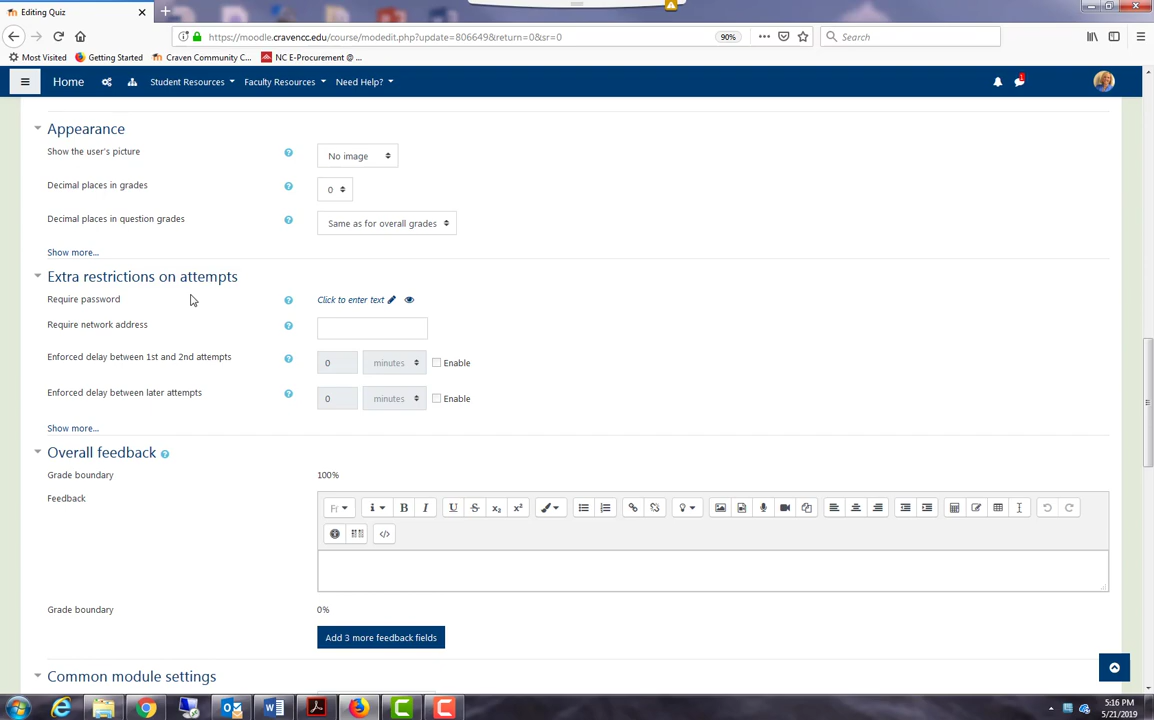 Editing Quiz
https://moodle.cravencc.edu/course/modedit.php?update=806649&return=0&sr=0
90%
Search
Most Visited
Getting Started
Craven Community C...
NC E-Procurement @ ...
Home
Student Resources
Faculty Resources
Need Help?
Appearance
Show the user's picture
No image
Decimal places in grades
0
Decimal places in question grades
Same as for overall grades
Show more...
Extra restrictions on attempts
Require password
Click to enter text
Require network address
Enforced delay between 1st and 2nd attempts
0
minutes
Enable
Enforced delay between later attempts
0
minutes
Enable
Show more...
Overall feedback
Grade boundary
100%
Feedback
Grade boundary
0%
Add 3 more feedback fields
Common module settings
5:16 PM
5/21/2019